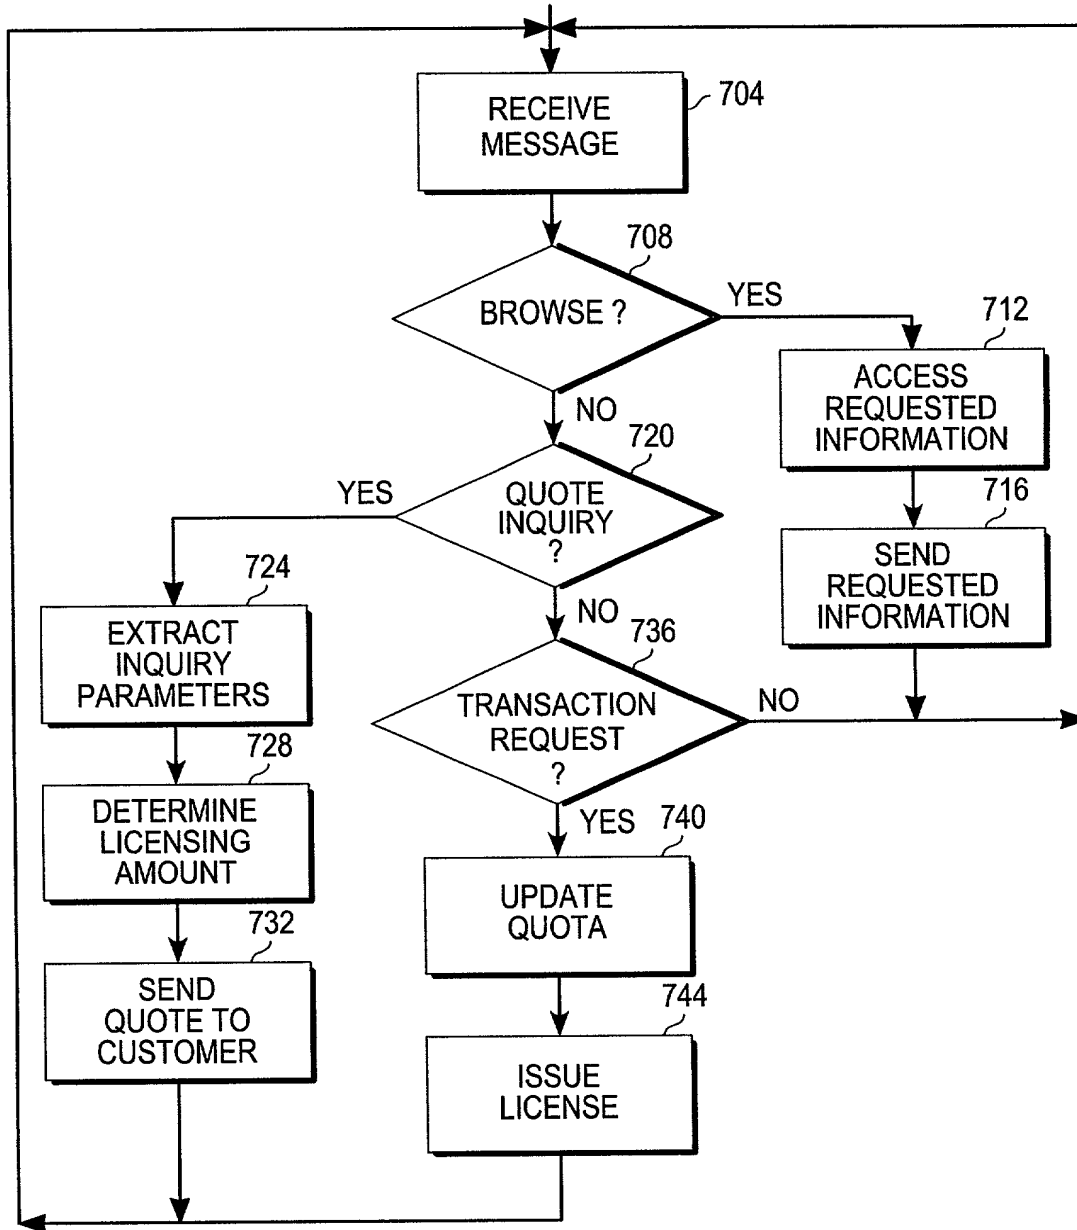 RECEIVE
MESSAGE
704
708
BROWSE ?
YES
NO
712
ACCESS
REQUESTED
INFORMATION
716
SEND
REQUESTED
INFORMATION
720
QUOTE
INQUIRY
?
YES
NO
724
EXTRACT
INQUIRY
PARAMETERS
728
DETERMINE
LICENSING
AMOUNT
732
SEND
QUOTE TO
CUSTOMER
736
TRANSACTION
REQUEST
?
NO
YES
740
UPDATE
QUOTA
744
ISSUE
LICENSE